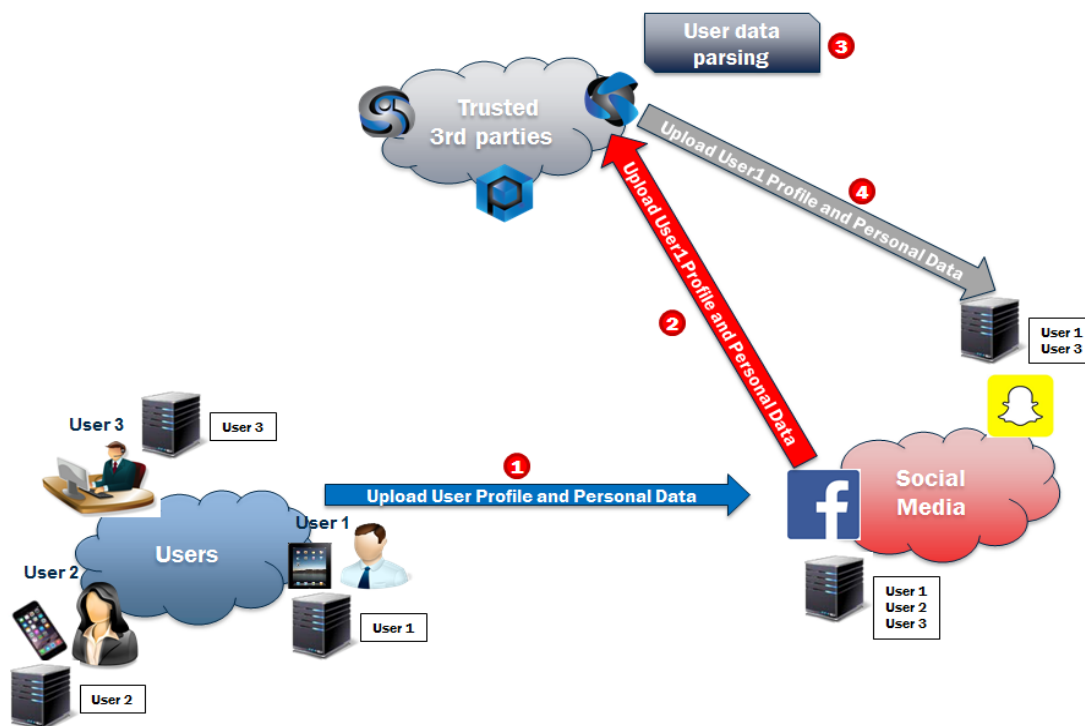 User data
parsing
3
Trusted
3rd parties
Upload User1 Profile and Personal Data
4
Upload User1 Profile and Personal Data
2
User 1
User 3
User 3
User 3
1
Upload User Profile and Personal Data
Social
Media
f
User 1
Users
User 2
User 1
User 2
User 3
User 1
User 2